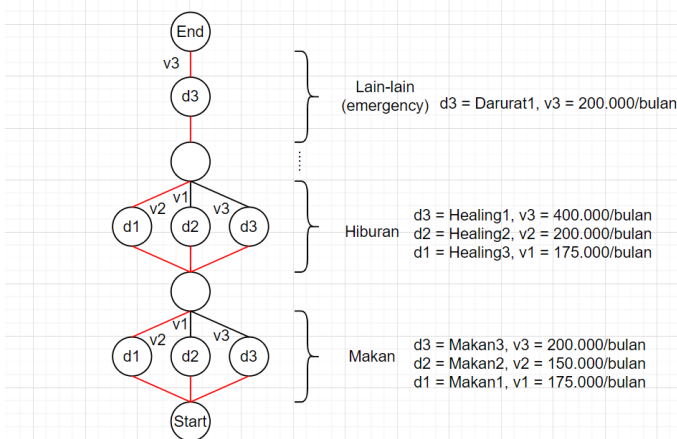 End
v3
d3
Lain-lain
(emergency)
d3 = Darurat1, v3 = 200.000/bulan
v1
v2
v3
d1
d2
d3
Hiburan
d3 = Healing1, v3 = 400.000/bulan
d2 = Healing2, v2 = 200.000/bulan
d1 = Healing3, v1 = 175.000/bulan
v1
v2
v3
d1
d2
d3
Makan
d3 = Makan3, v3 = 200.000/bulan
d2 = Makan2, v2 = 150.000/bulan
d1 = Makan1, v1 = 175.000/bulan
Start